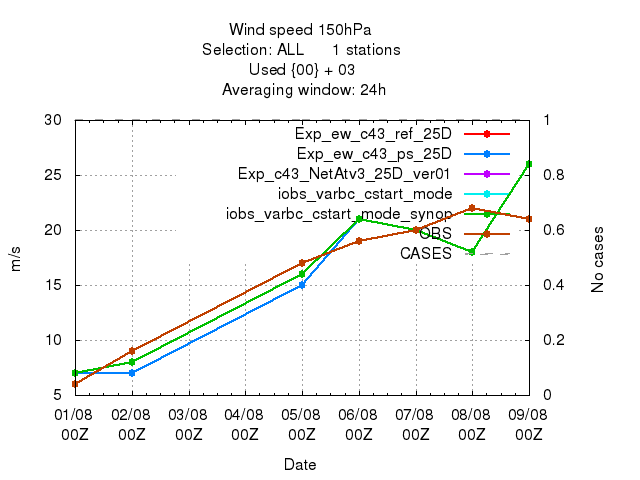 Wind speed 150hPa
Selection: ALL 1 stations
Used {00} + 03
Averaging window: 24h
30
25
20
15
10
5
m/s
1
0.8
0.6
0.4
0.2
0
No cases
Exp_ew_c43_ref_25D
Exp_ew_c43_ps_25D
Exp_c43_NetAtv3_25D_ver01
iobs_varbc_cstart_mode
iobs_varbc_cstart_mode_synop
OBS
CASES
01/08 02/08 03/08 04/08 05/08 06/08 07/08 08/08 09/08
00Z 00Z 00Z 00Z 00Z 00Z 00Z 00Z 00Z
Date